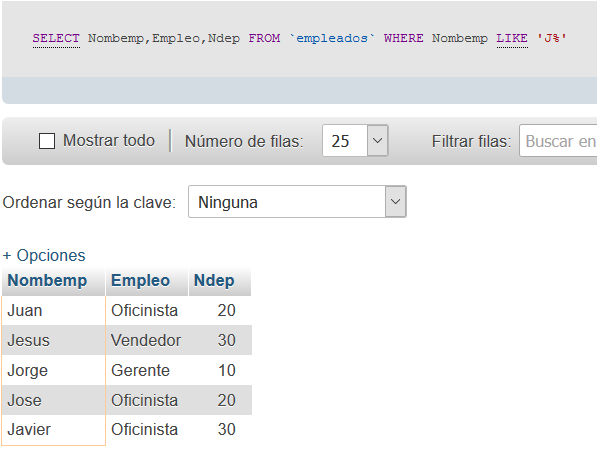 SELECT Nombemp,Empleo,Ndep FROM `empleados` WHERE Nombemp LIKE 'J%'
Mostrar todo Número de filas: 25 Filtrar filas: Buscar en
Ordenar según la clave: Ninguna
+ Opciones
Nombemp Empleo Ndep
Juan Oficinista 20
Jesus Vendedor 30
Jorge Gerente 10
Jose Oficinista 20
Javier Oficinista 30